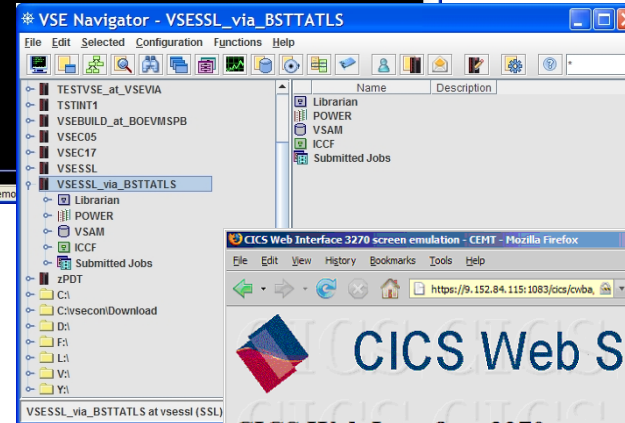 VSE Navigator - VSESSL_via_BSTTATLS
File Edit Selected Configuration Functions Help
*
TESTVSE_at_VSEVIA
TSTINT1
VSEBUILD_at_BOEVMSPB
VSEC05
VSEC17
VSESSL
VSESSL_via_BSTTATLS
Librarian
POWER
VSAM
ICCF
Submitted Jobs
zPDT
C:\
C:\vsecon\Download
D:\
F:\
L:\
V:\
Y:\
VSESSL_via_BSTTATLS at vsessl (SSL)
Name Description
Librarian
POWER
VSAM
ICCF
Submitted Jobs
CICS Web Interface 3270 screen emulation - CEMT - Mozilla Firefox
File Edit View History Bookmarks Tools Help
https://9.152.84.115:1083/cics/cwba,
CICS Web S